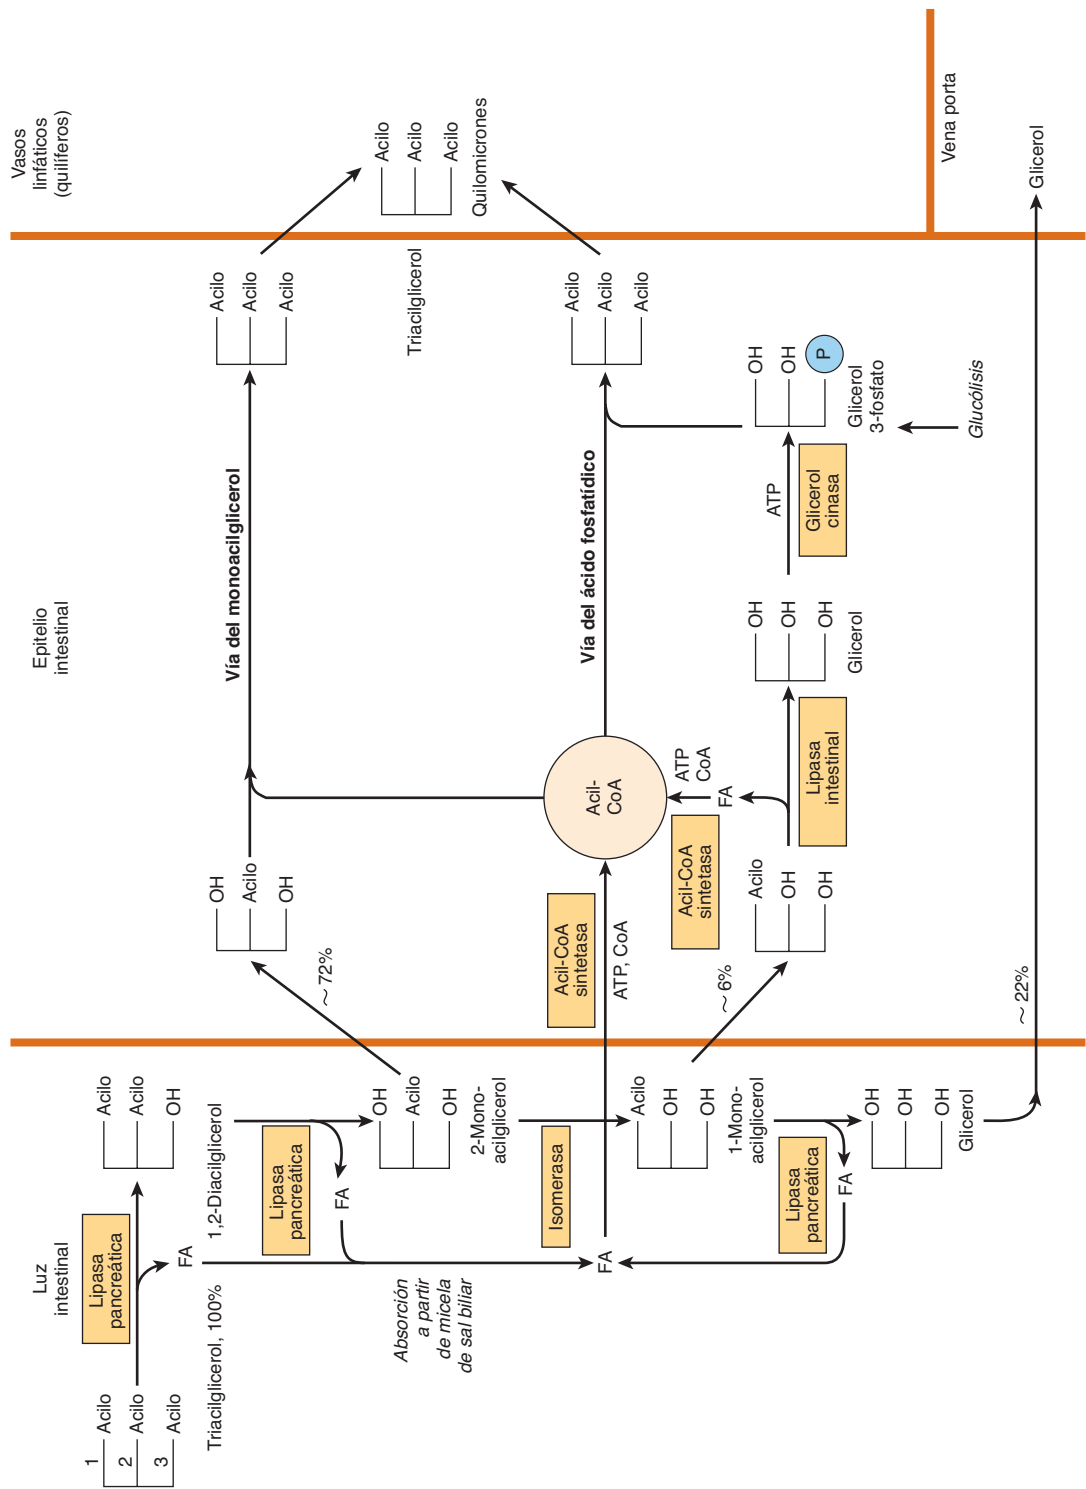 Luz
intestinal
Epitelio
intestinal
Vasos
linfáticos
(quilíferos)
1
Acilo
2
Acilo
3
Acilo
Triacilglicerol, 100%
Lipasa
pancreática
FA
Acilo
Acilo
OH
1,2-Diacilglicerol
Lipasa
pancreática
FA
Absorción
a partir
de micela
de sal biliar
OH
Acilo
OH
2-Mono-
acilglicerol
~ 72%
OH
Acilo
OH
Vía del monoacilglicerol
Acilo
Acilo
Acilo
Triacilglicerol
Acilo
Acilo
Acilo
Quilomicrones
Isomerasa
FA
Acil-CoA
sintetasa
ATP, CoA
Acil-
CoA
Vía del ácido fosfatídico
Acilo
Acilo
Acilo
Acilo
OH
OH
1-Mono-
acilglicerol
~ 6%
Acil-CoA
sintetasa
ATP
CoA
FA
Acilo
OH
OH
Lipasa
intestinal
OH
OH
OH
Glicerol
ATP
Glicerol
cinasa
OH
OH
P
Glicerol
3-fosfato
Glucólisis
Lipasa
pancreática
FA
OH
OH
OH
Glicerol
~ 22%
Vena porta
Glicerol